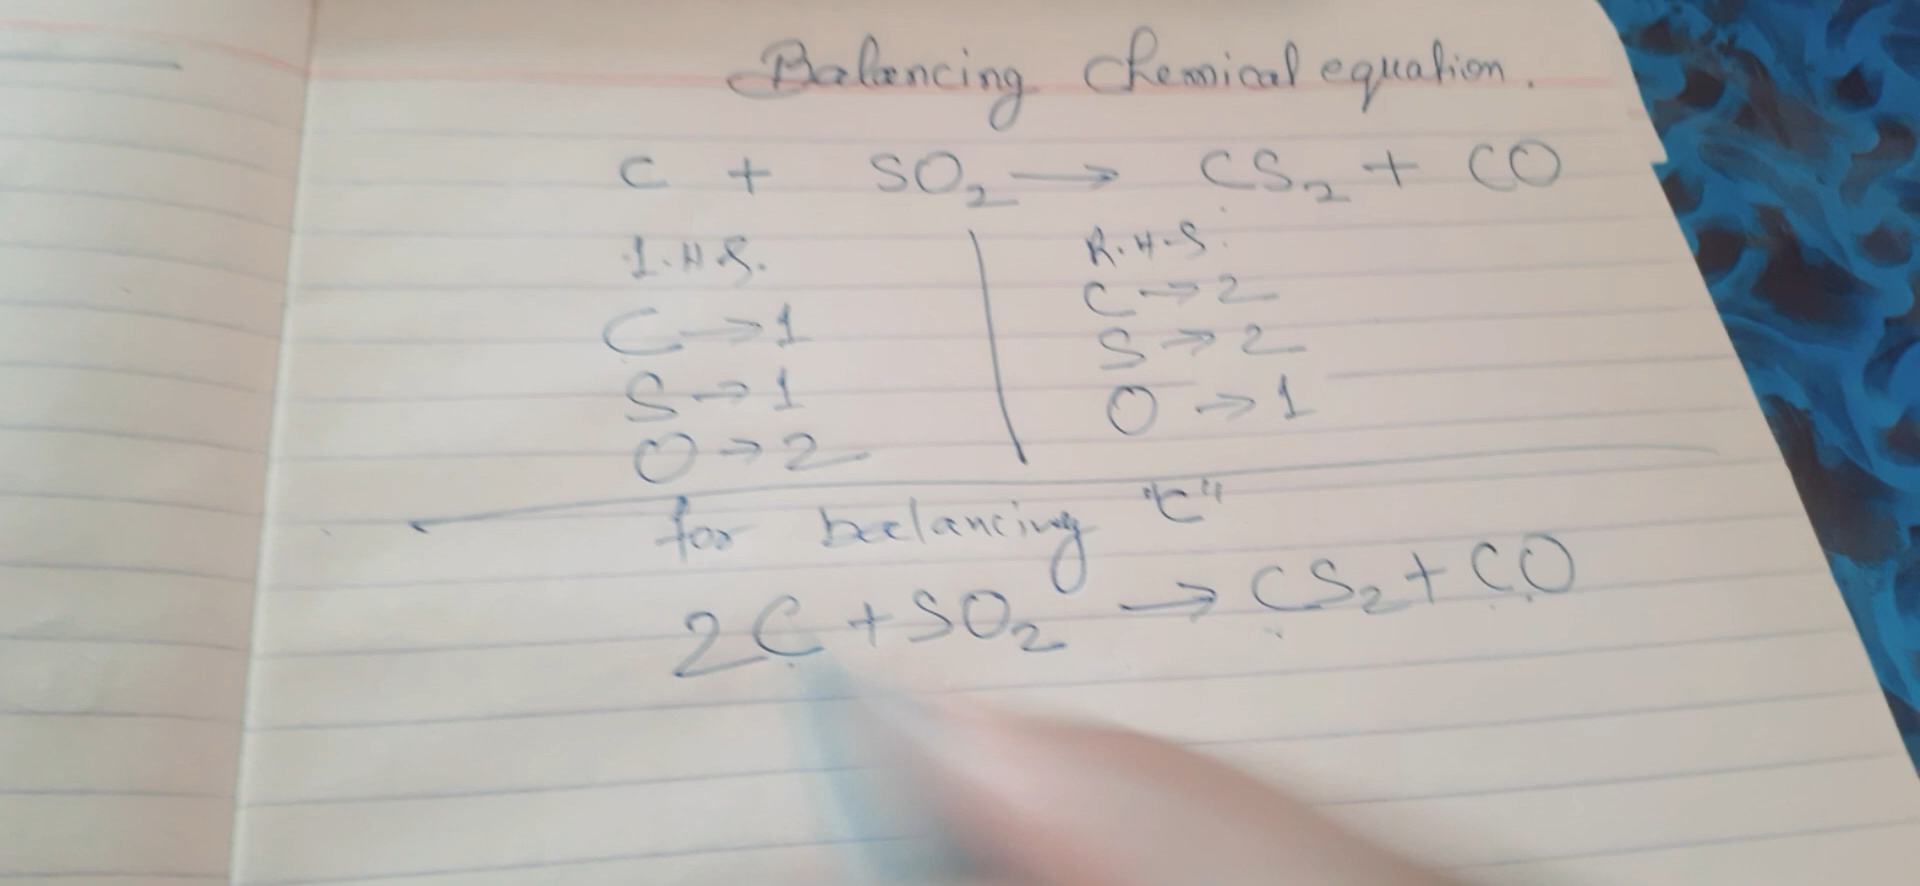 Balancing Chemical equation.
C + SO₂ → CS₂ + CO
L.H.S.
C → 1
S → 1
O → 2
R.H.S.
C → 2
S → 2
O → 1
for balancing "C"
2C + SO₂ → CS₂ + CO